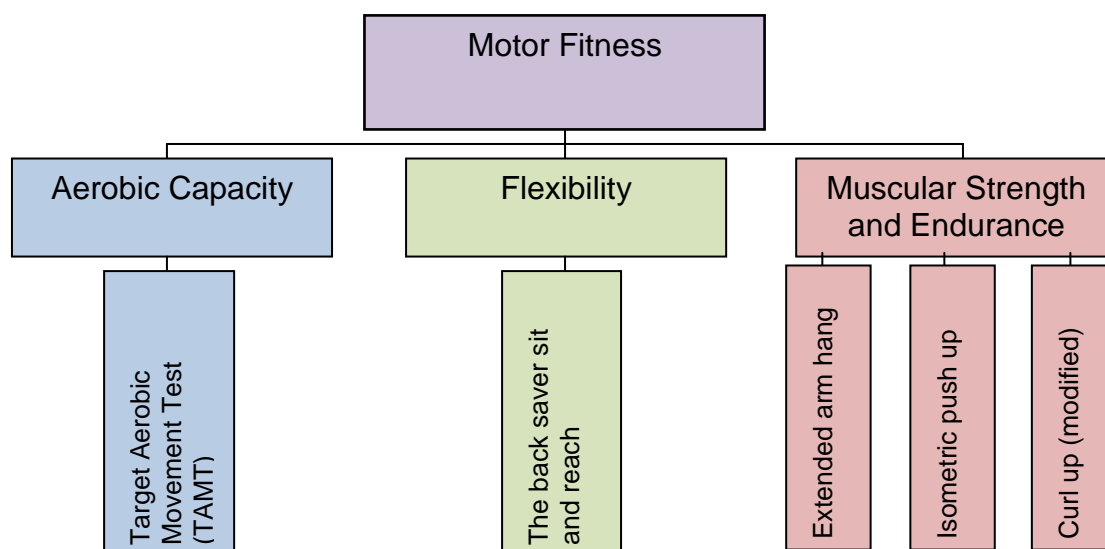 Motor Fitness
Aerobic Capacity
Flexibility
Muscular Strength
and Endurance
Target Aerobic
Movement Test
(TAMT)
The back saver sit
and reach
Extended arm hang
Isometric push up
Curl up (modified)